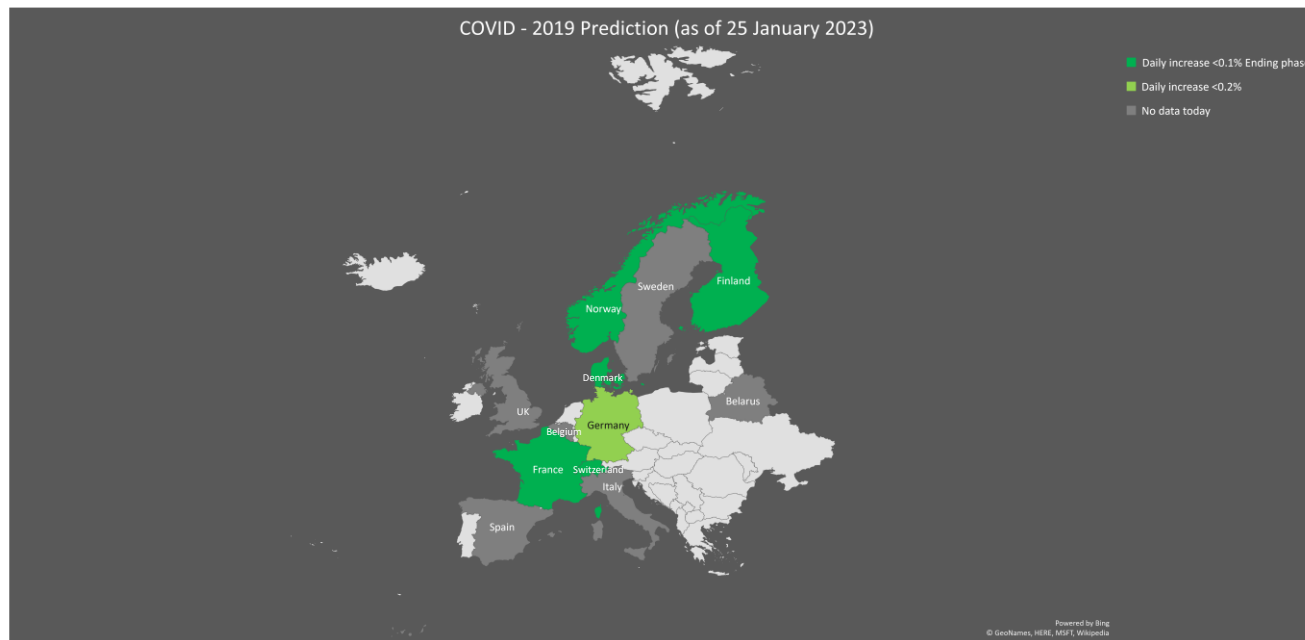 COVID - 2019 Prediction (as of 25 January 2023)
Daily increase <0.1% Ending phase
Daily increase <0.2%
No data today
Finland
Sweden
Norway
Denmark
Belarus
UK
Germany
Belgium
France
Switzerland
Italy
Spain
Powered by Bing
© GeoNames, HERE, MSFT, Wikipedia